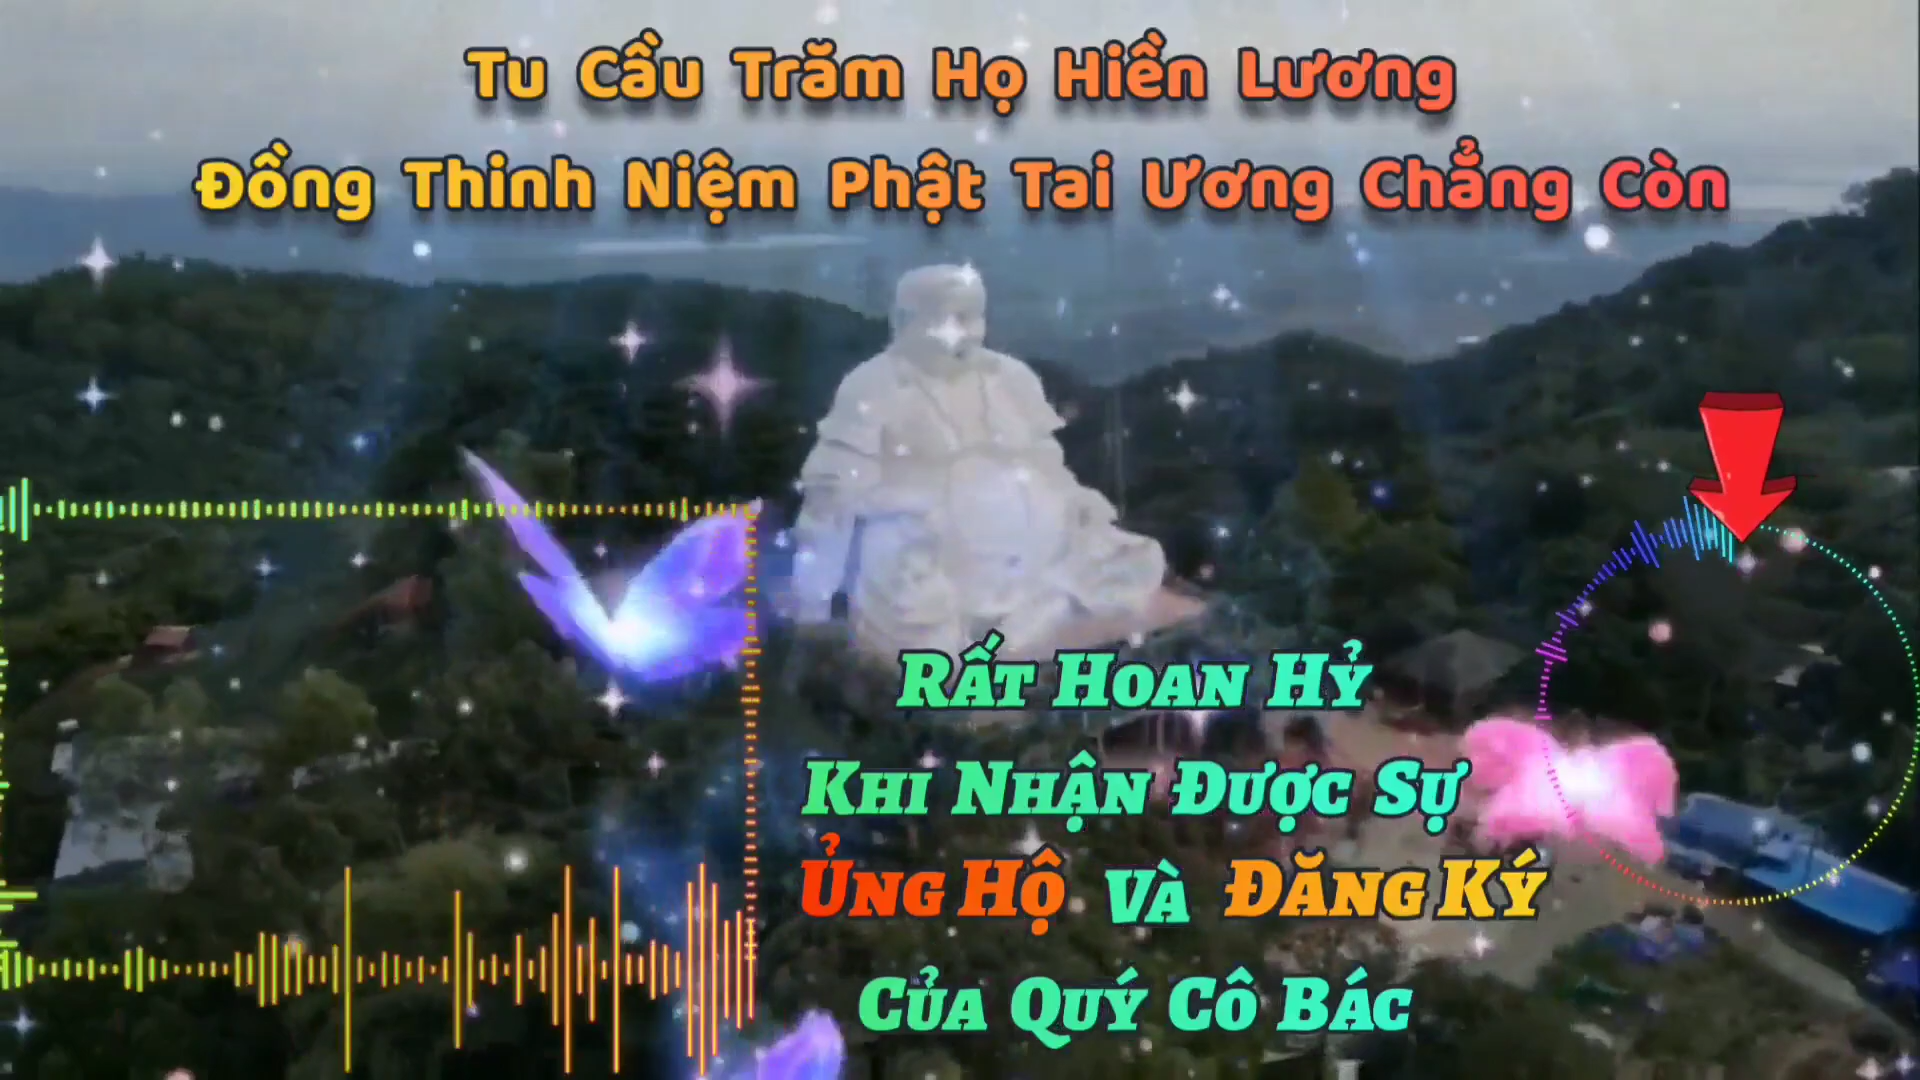 Tu Cầu Trăm Họ Hiền Lương
Đồng Thinh Niệm Phật Tai Ương Chẳng Còn
Rất Hoan Hỷ
Khi Nhận Được Sự
Ủng Hộ Và Đăng Ký
Của Quý Cô Bác